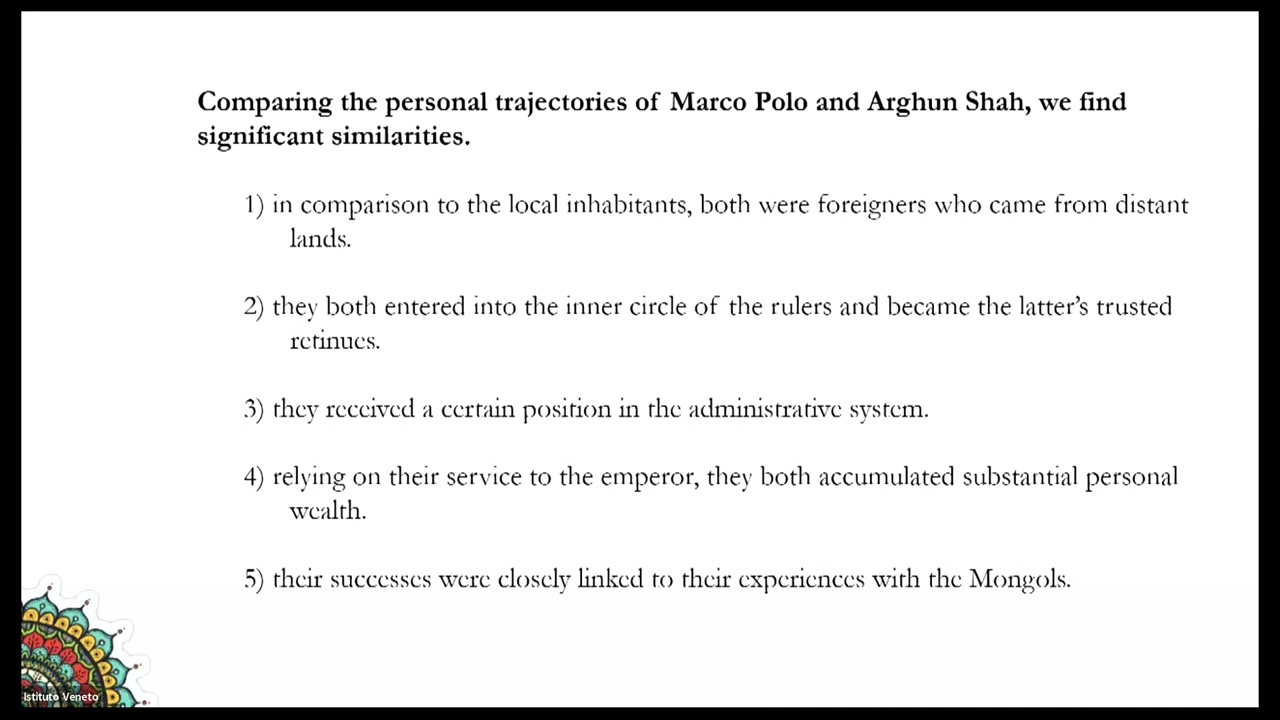 Comparing the personal trajectories of Marco Polo and Arghun Shah, we find
significant similarities.
1) in comparison to the local inhabitants, both were foreigners who came from distant
lands.
2) they both entered into the inner circle of the rulers and became the latter’s trusted
retinues.
3) they received a certain position in the administrative system.
4) relying on their service to the emperor, they both accumulated substantial personal
wealth.
5) their successes were closely linked to their experiences with the Mongols.
Istituto Veneto